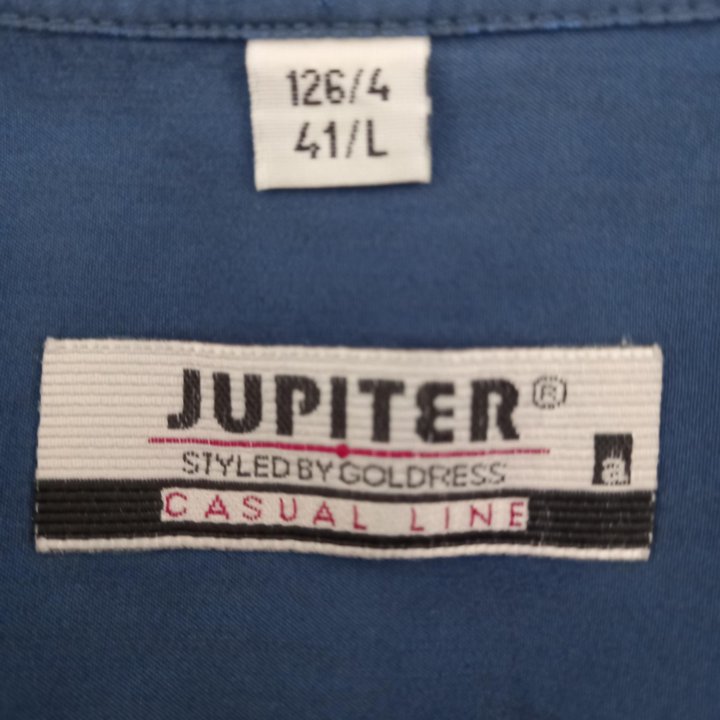 126/4
41/L
JUPITER®
STYLED BY GOLDRESS
a
CASUAL LINE